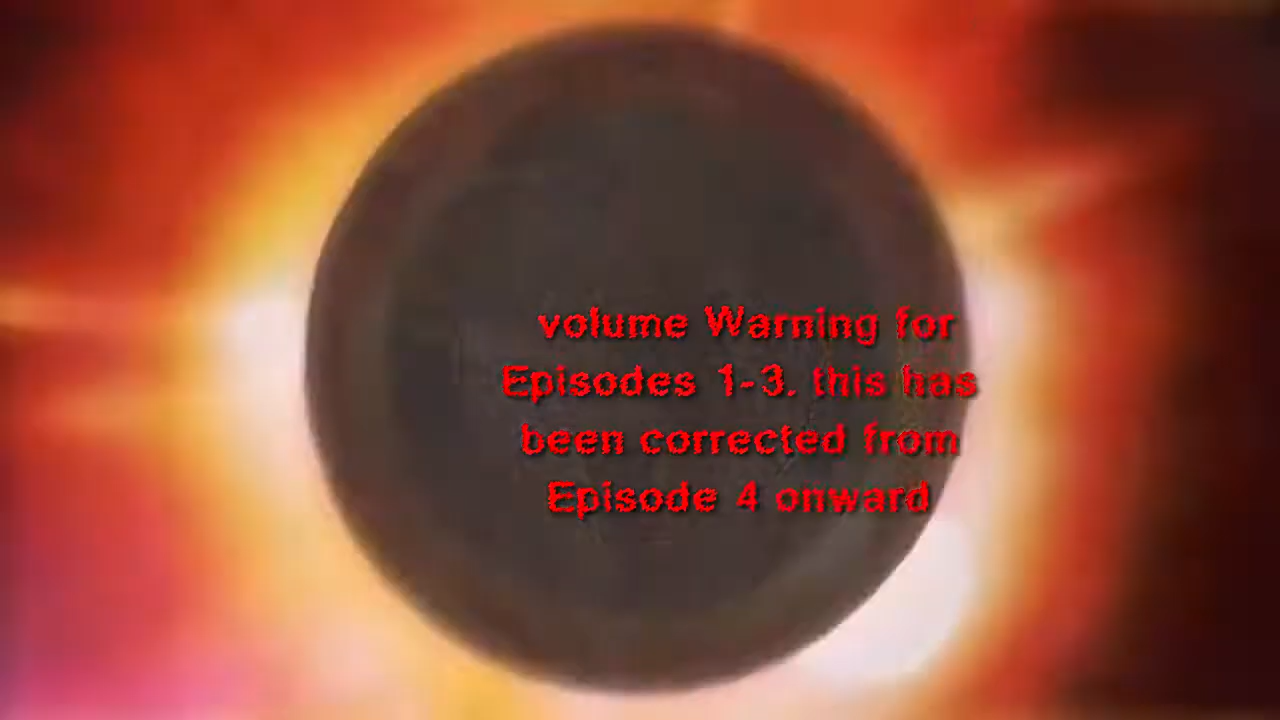 volume Warning for
Episodes 1-3. this has
been corrected from
Episode 4 onward